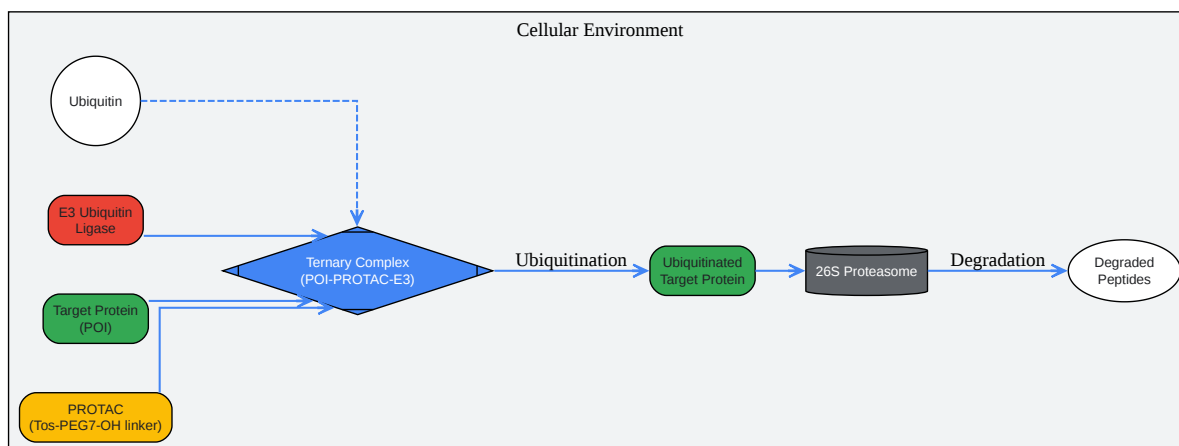 Cellular Environment
Ubiquitin
E3 Ubiquitin
Ligase
Target Protein
(POI)
PROTAC
(Tos-PEG7-OH linker)
Ternary Complex
(POI-PROTAC-E3)
Ubiquitination
Ubiquitinated
Target Protein
26S Proteasome
Degradation
Degraded
Peptides